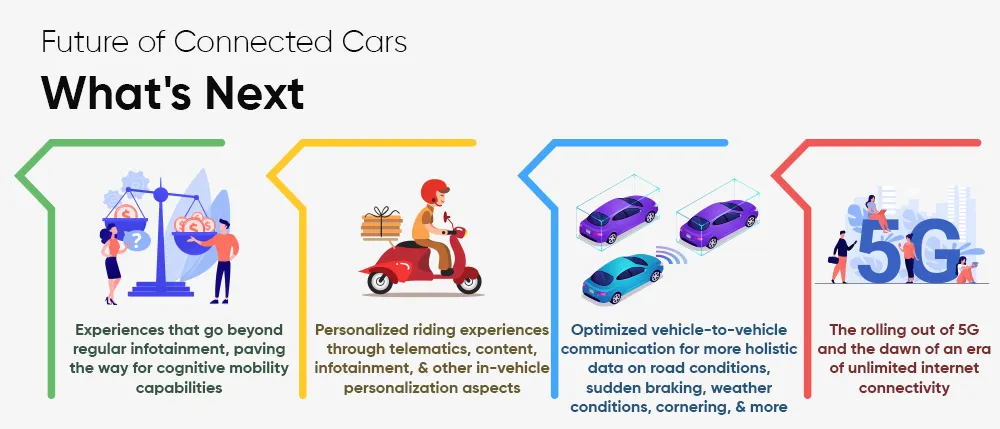 Future of Connected Cars
What's Next
$
$
$
$
$
?
5G
Experiences that go beyond
regular infotainment, paving
the way for cognitive mobility
capabilities
Personalized riding experiences
through telematics, content,
infotainment, & other in-vehicle
personalization aspects
Optimized vehicle-to-vehicle
communication for more holistic
data on road conditions,
sudden braking, weather
conditions, cornering, & more
The rolling out of 5G
and the dawn of an era
of unlimited internet
connectivity